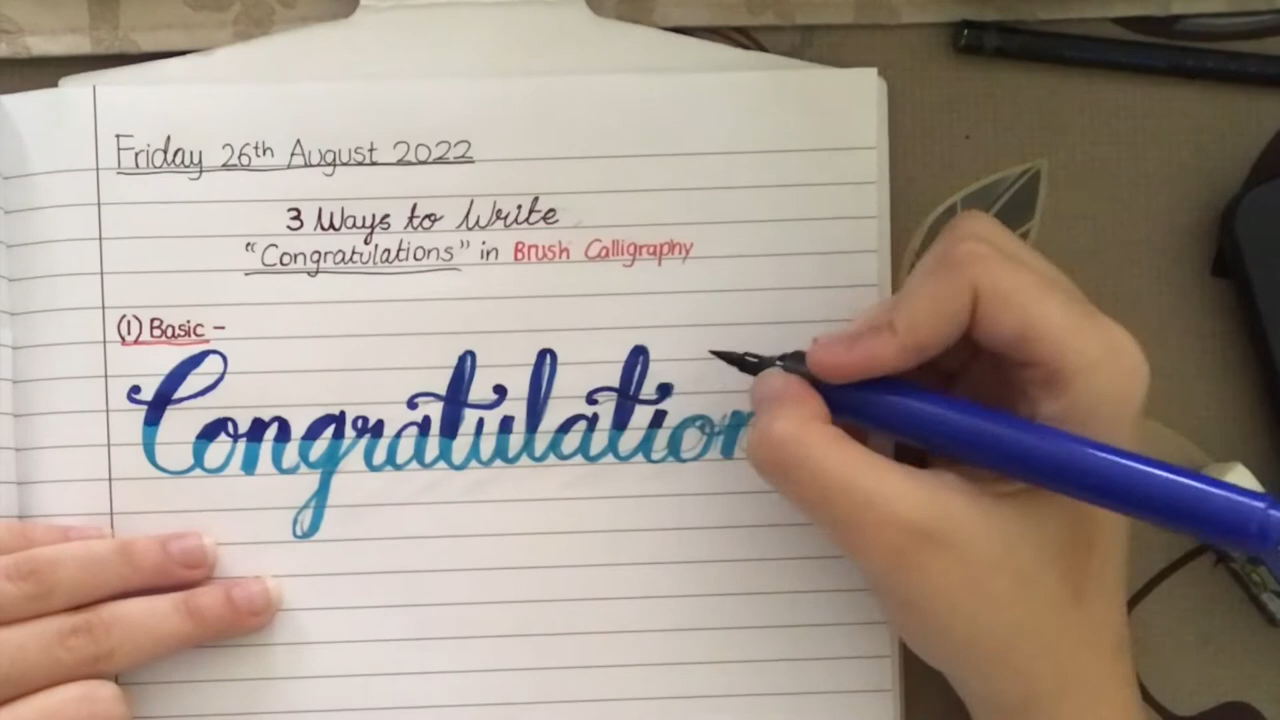 Friday 26th August 2022
3 Ways to Write
"Congratulations" in Brush Calligraphy
(1) Basic -
Congratulation